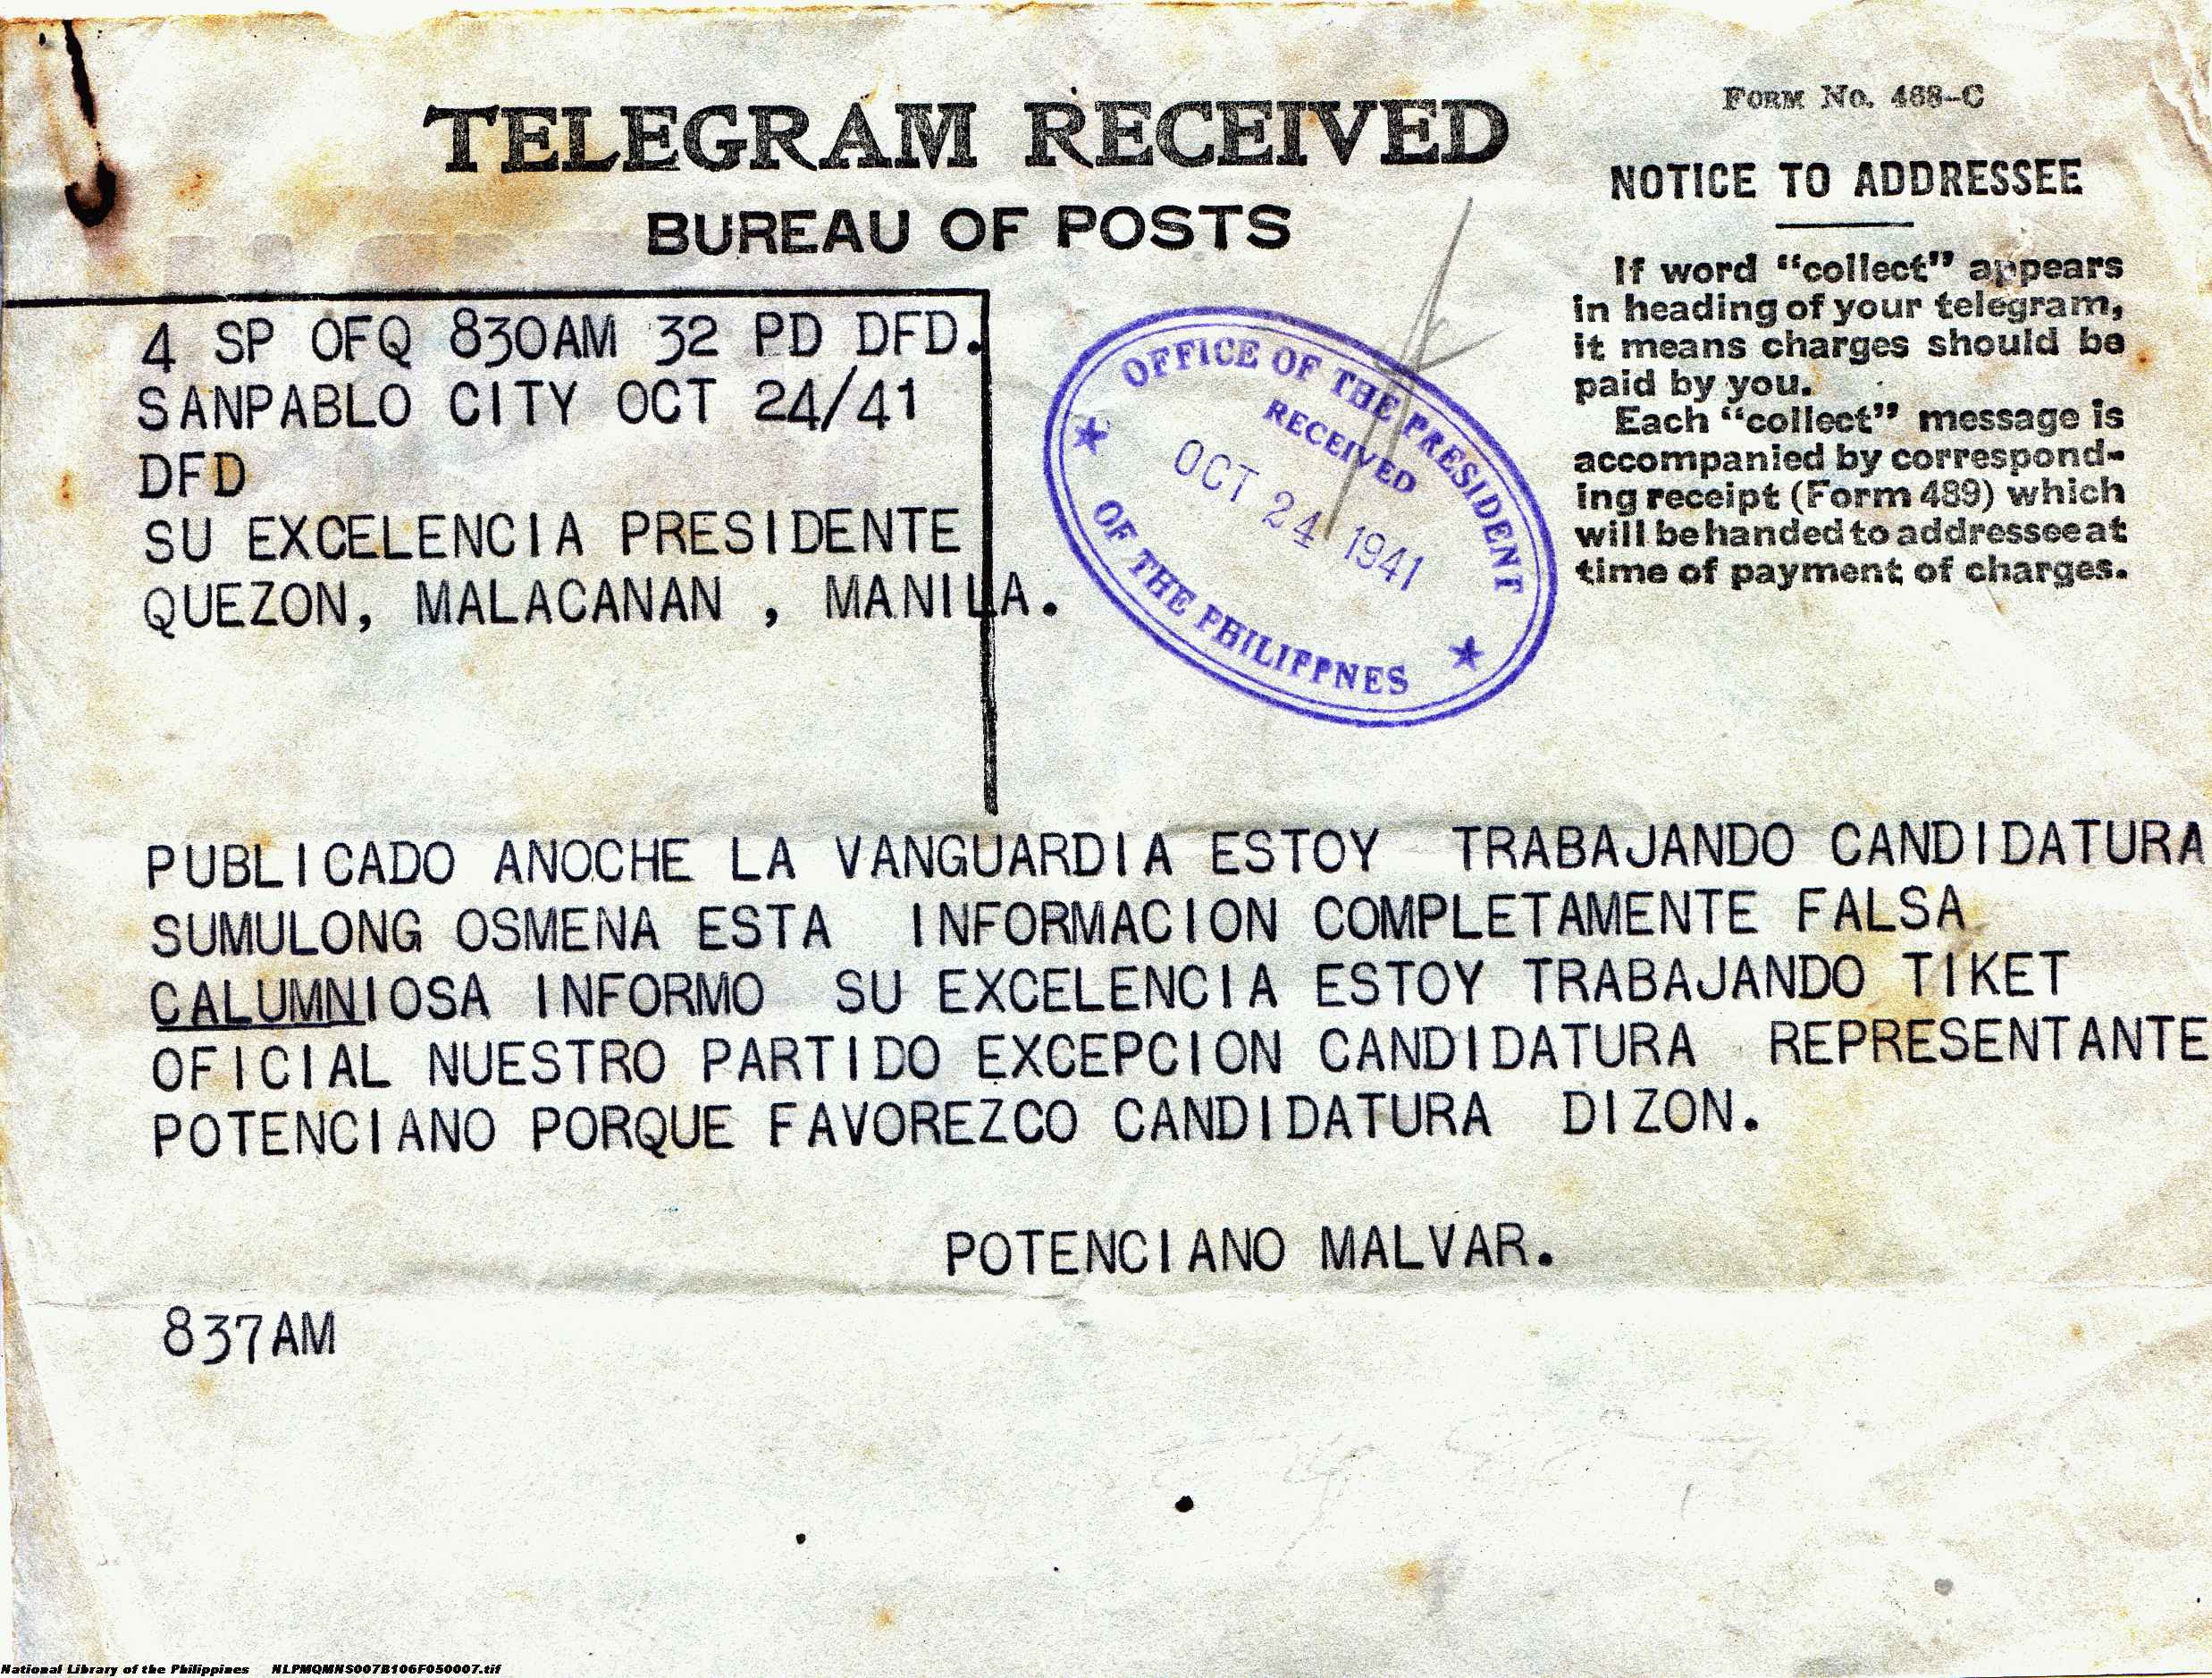 FORM No. 468-C
TELEGRAM RECEIVED
BUREAU OF POSTS
NOTICE TO ADDRESSEE
If word "collect" appears
in heading of your telegram,
it means charges should be
paid by you.
Each "collect" message is
accompanied by correspond-
ing receipt (Form 489) which
will be handed to addressee at
time of payment of charges.
4 SP OFQ 830AM 32 PD DFD.
SANPABLO CITY OCT 24/41
DFD
SU EXCELENCIA PRESIDENTE
QUEZON, MALACANAN , MANILA.
OFFICE OF THE PRESIDENT
RECEIVED
OCT 24 1941
OF THE PHILIPPNES
PUBLICADO ANOCHE LA VANGUARDIA ESTOY TRABAJANDO CANDIDATURA
SUMULONG OSMENA ESTA INFORMACION COMPLETAMENTE FALSA
CALUMNIOSA INFORMO SU EXCELENCIA ESTOY TRABAJANDO TIKET
OFICIAL NUESTRO PARTIDO EXCEPCION CANDIDATURA REPRESENTANTE
POTENCIANO PORQUE FAVOREZCO CANDIDATURA DIZON.
POTENCIANO MALVAR.
837AM
National Library of the Philippines NLPMQMNS007B106F050007.tif